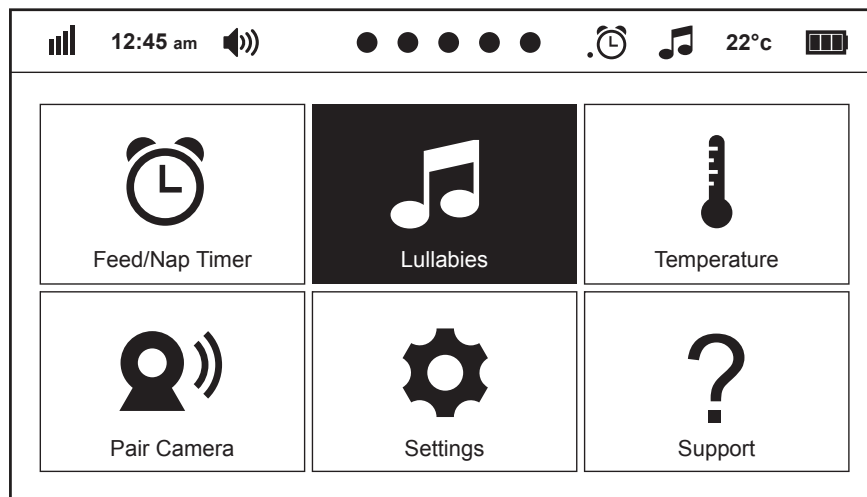 12:45 am 22°c
Feed/Nap Timer Lullabies Temperature
Pair Camera Settings Support